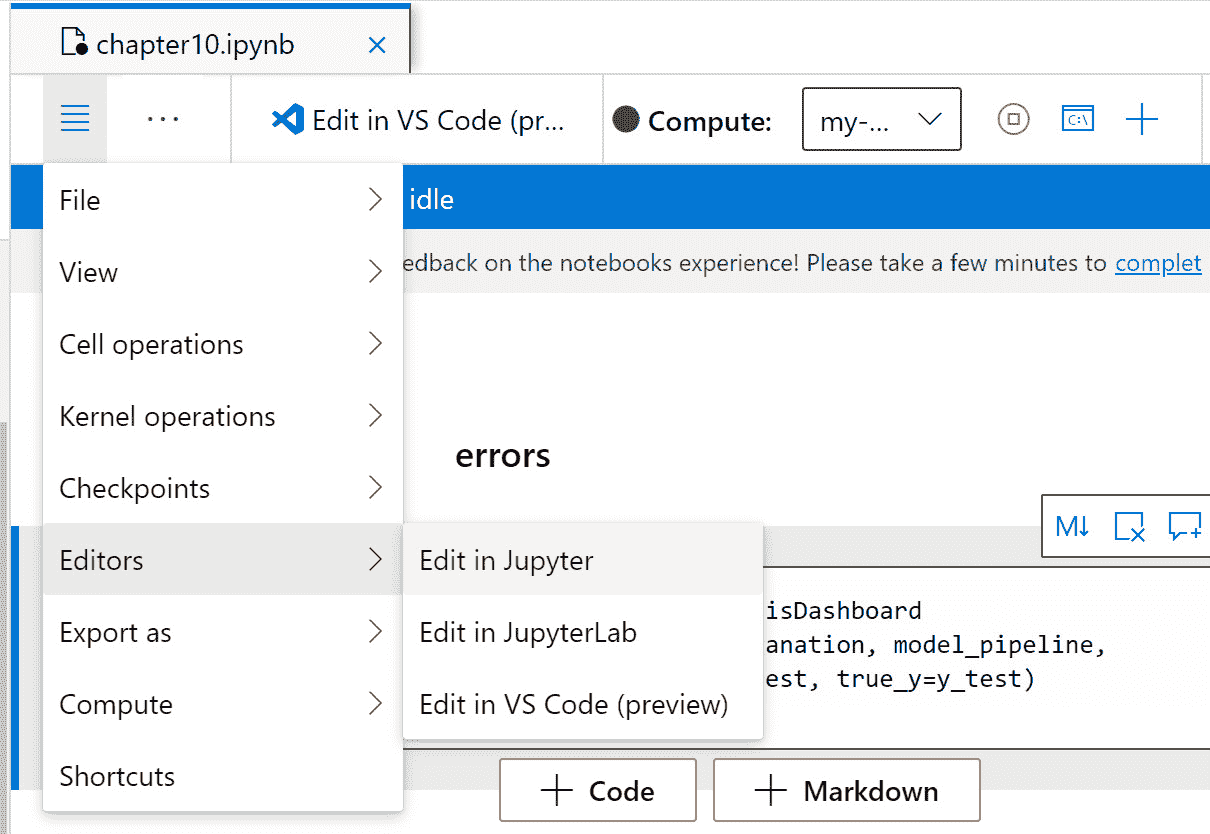 chapter10.ipynb
Edit in VS Code (pr...
Compute:
my-...
File
idle
View
edback on the notebooks experience! Please take a few minutes to complet
Cell operations
Kernel operations
errors
Checkpoints
M↓
Editors
Edit in Jupyter
isDashboard
Export as
Edit in JupyterLab
anation, model_pipeline,
est, true_y=y_test)
Compute
Edit in VS Code (preview)
Shortcuts
+ Code
+ Markdown